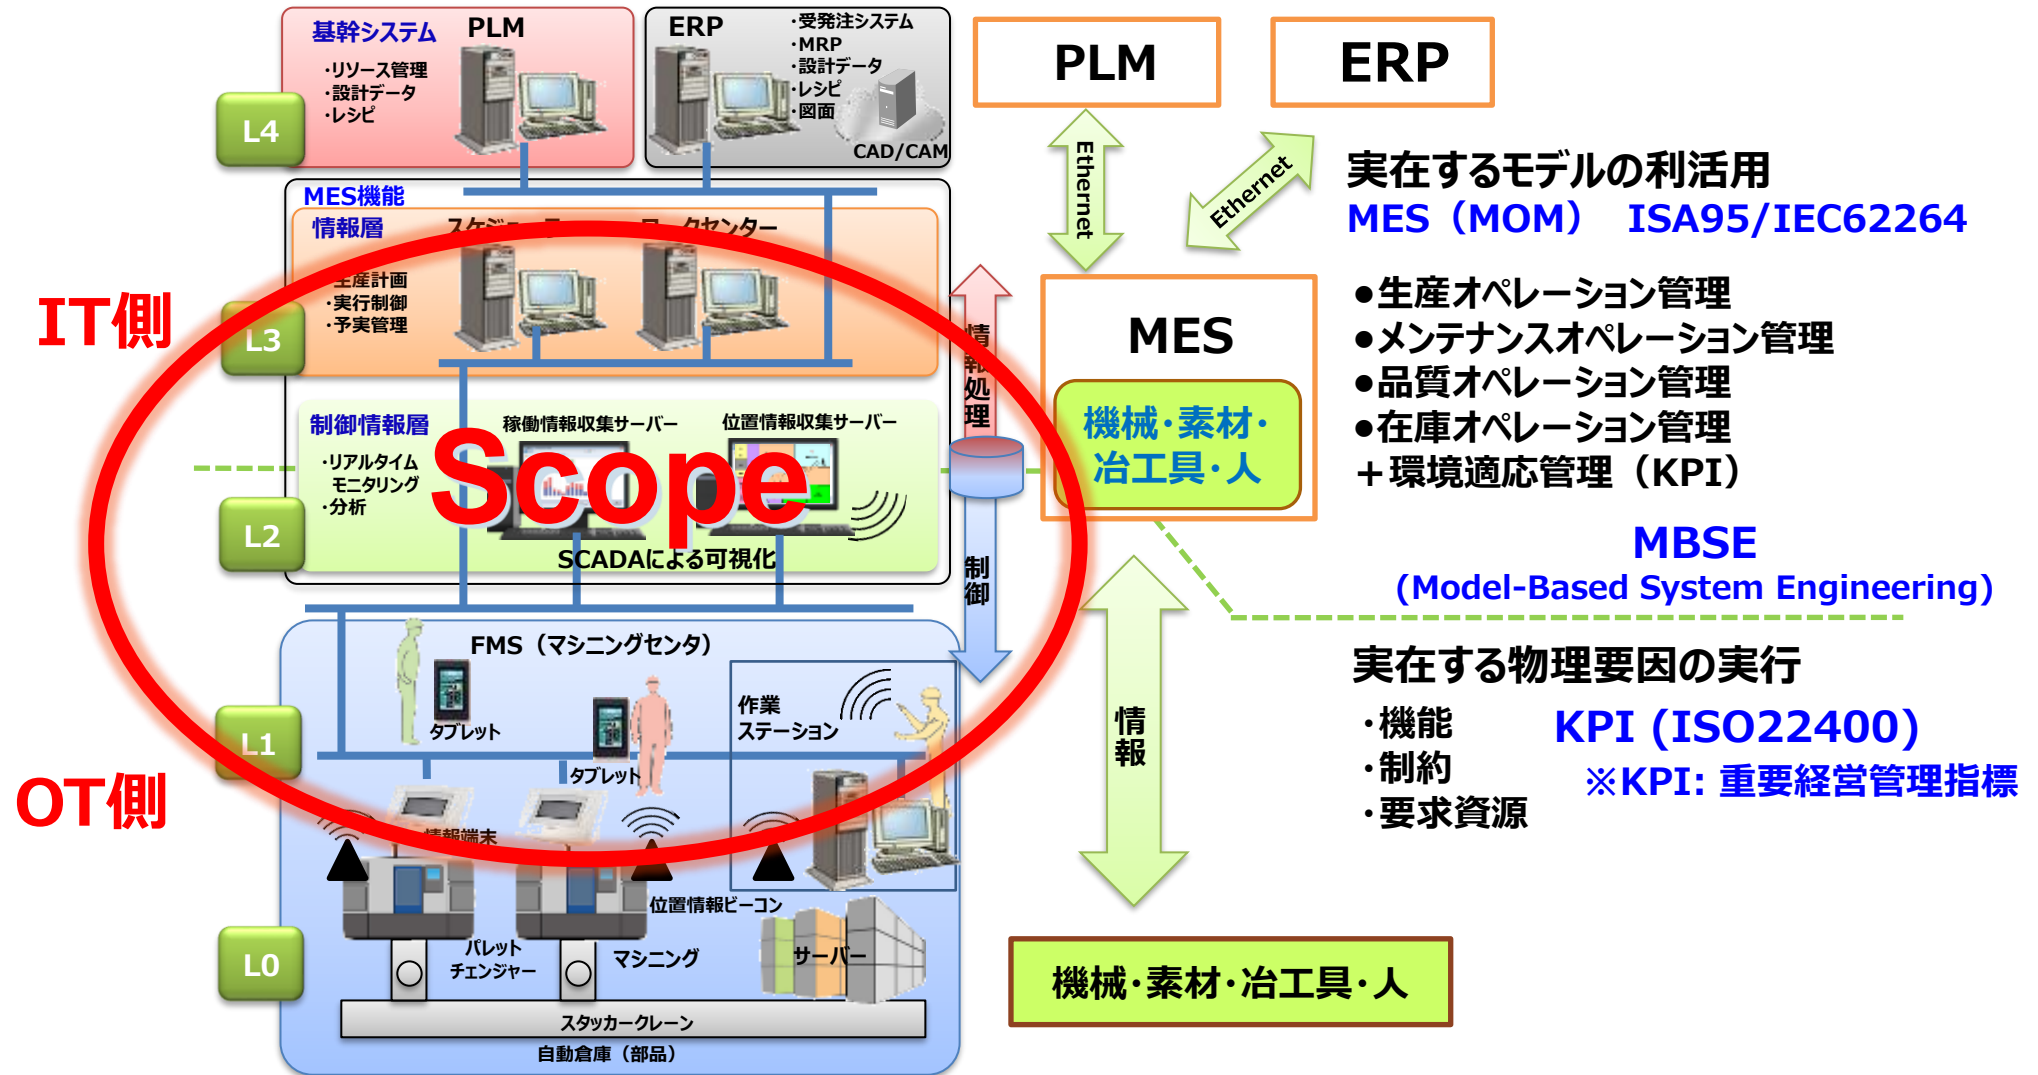 基幹システム
PLM
・リソース管理
・設計データ
・レシピ
L4
ERP
・受発注システム
・MRP
・設計データ
・レシピ
・図面
CAD/CAM
MES機能
情報層
ワークセンター
生産計画
・実行制御
・予実管理
IT側
L3
制御情報層
・リアルタイム
モニタリング
・分析
稼働情報収集サーバー
位置情報収集サーバー
Scope
L2
SCADAによる可視化
情報処理
制御
FMS（マシニングセンタ）
タブレット
タブレット
作業
ステーション
L1
OT側
情報端末
位置情報ビーコン
L0
パレット
チェンジャー
マシニング
サーバー
スタッカークレーン
自動倉庫（部品）
PLM
ERP
Ethernet
Ethernet
MES
機械・素材・
冶工具・人
情報
機械・素材・冶工具・人
実在するモデルの利活用
MES（MOM） ISA95/IEC62264
●生産オペレーション管理
●メンテナンスオペレーション管理
●品質オペレーション管理
●在庫オペレーション管理
＋環境適応管理（KPI）
MBSE
(Model-Based System Engineering)
実在する物理要因の実行
・機能
・制約
・要求資源
KPI (ISO22400)
※KPI: 重要経営管理指標